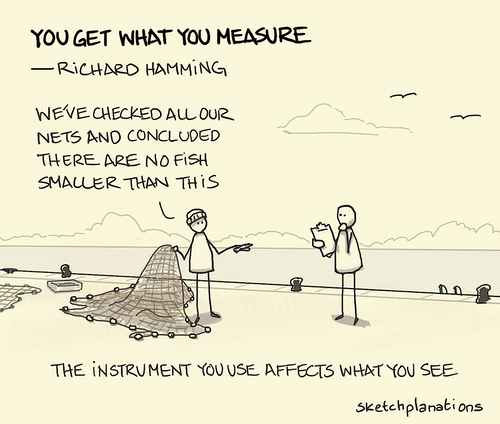 YOU GET WHAT YOU MEASURE
— RICHARD HAMMING
WE'VE CHECKED ALL OUR
NETS AND CONCLUDED
THERE ARE NO FISH
SMALLER THAN THIS
THE INSTRUMENT YOU USE AFFECTS WHAT YOU SEE
sketchplanations